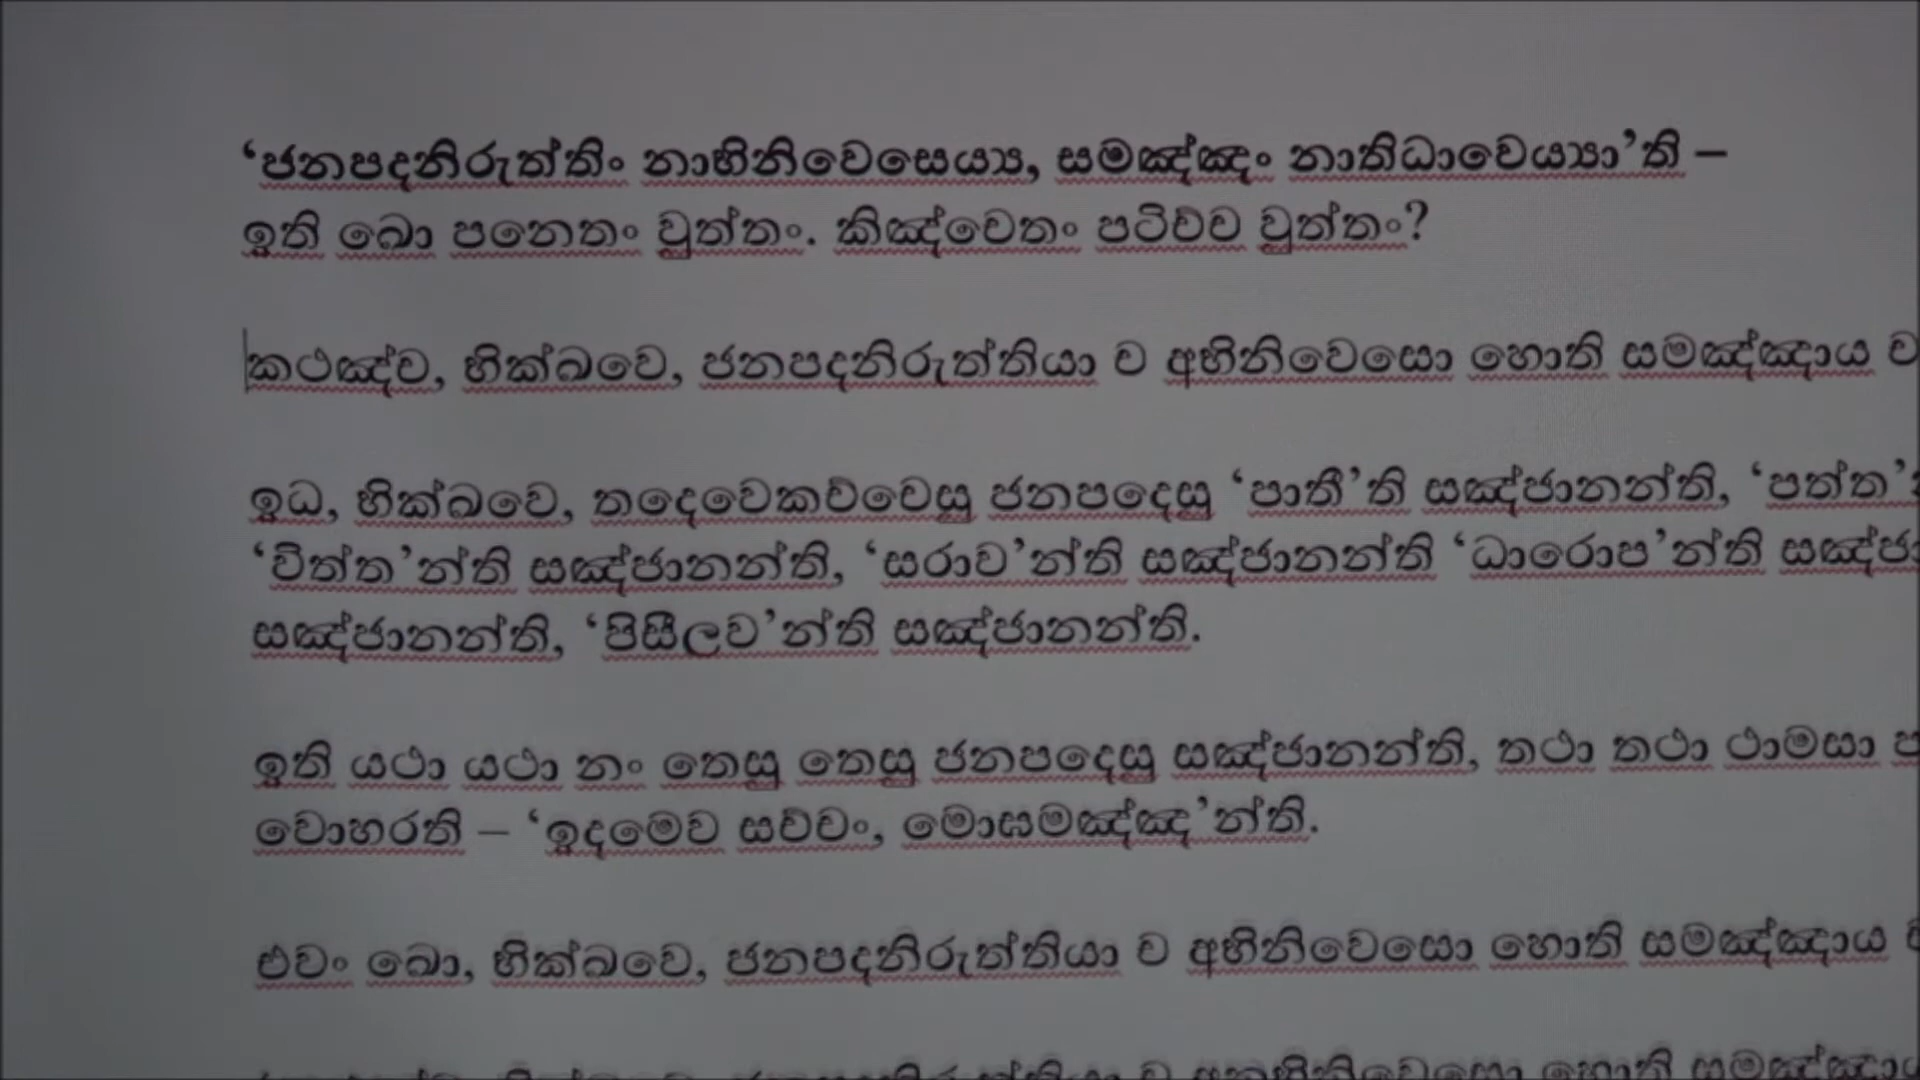 ‘ජනපදනිරුත්තිං නාභිනිවෙසෙය්‍ය, සමඤ්ඤං නාතිධාවෙය්‍යා’ති –
ඉති ඛො පනෙතං වුත්තං. කිඤ්චෙතං පටිච්ච වුත්තං?
කථඤ්ච, භික්ඛවෙ, ජනපදනිරුත්තියා ච අභිනිවෙසො හොති සමඤ්ඤාය ච
ඉධ, භික්ඛවෙ, තදෙවෙකච්චෙසු ජනපදෙසු ‘පාතී’ති සඤ්ජානන්ති, ‘පත්ත’
‘විත්ත’න්ති සඤ්ජානන්ති, ‘සරාව’න්ති සඤ්ජානන්ති ‘ධාරොප’න්ති සඤ්ජා
සඤ්ජානන්ති, ‘පිසීලව’න්ති සඤ්ජානන්ති.
ඉති යථා යථා නං තෙසු තෙසු ජනපදෙසු සඤ්ජානන්ති, තථා තථා ථාමසා ප
වොහරති – ‘ඉදමෙව සච්චං, මොඝමඤ්ඤ’න්ති.
එවං ඛො, භික්ඛවෙ, ජනපදනිරුත්තියා ච අභිනිවෙසො හොති සමඤ්ඤාය